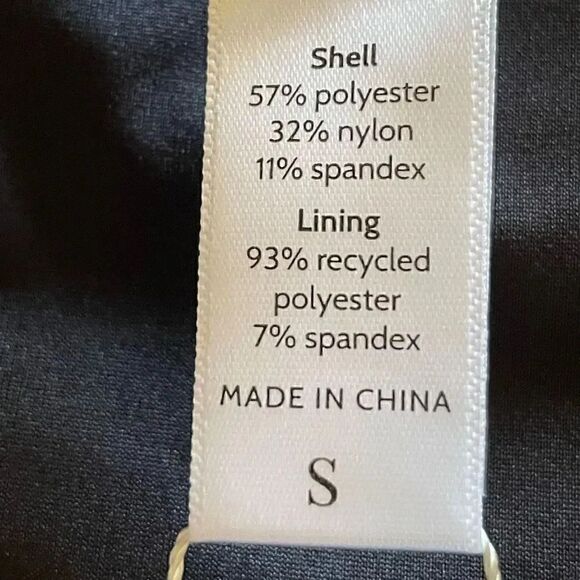 Shell
57% polyester
32% nylon
11% spandex
Lining
93% recycled
polyester
7% spandex
MADE IN CHINA
S